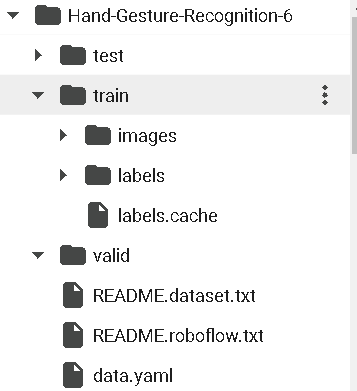 Hand-Gesture-Recognition-6
test
train
images
labels
labels.cache
valid
README.dataset.txt
README.roboflow.txt
data.yaml